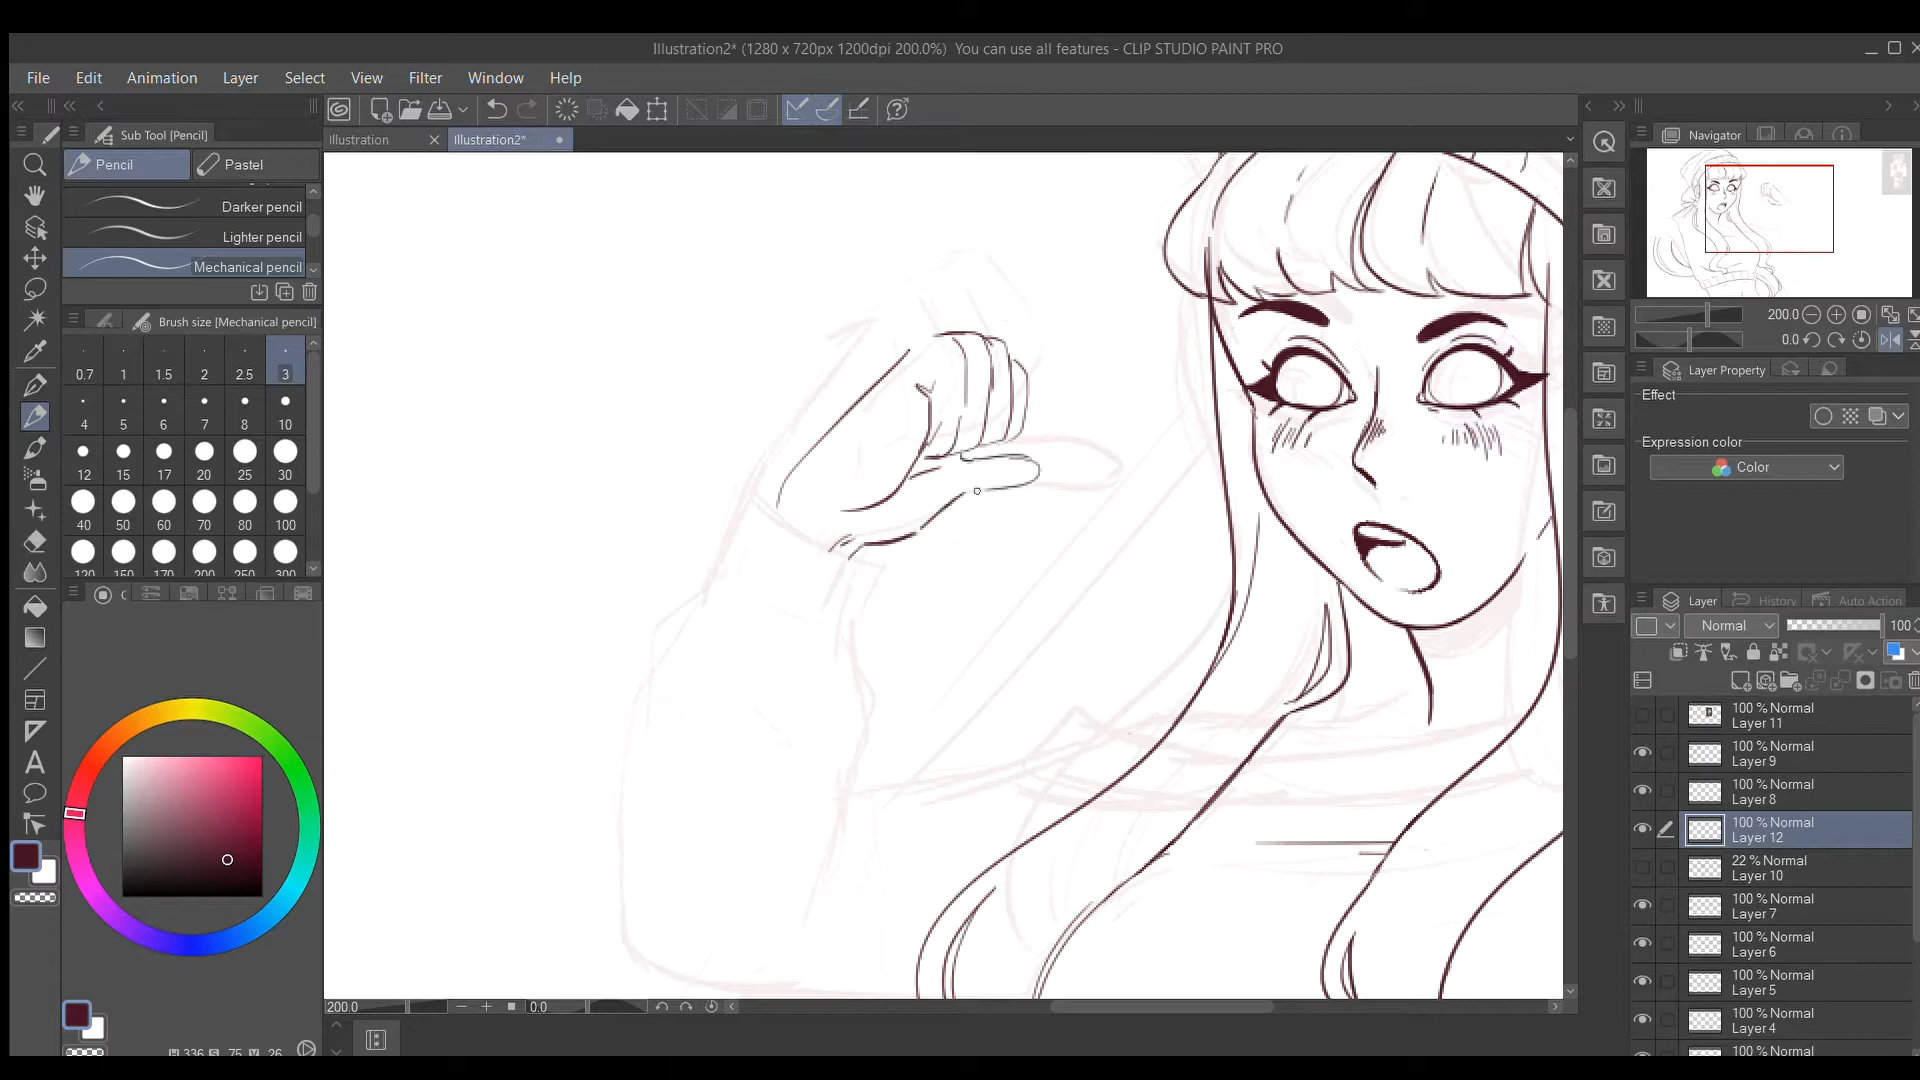 Illustration2* (1280 x 720px 1200dpi 200.0%)  You can use all features - CLIP STUDIO PAINT PRO
File Edit Animation Layer Select View Filter Window Help
Sub Tool [Pencil]
Illustration Illustration2*
Navigator
Pencil Pastel
Darker pencil
Lighter pencil
Mechanical pencil
Brush size [Mechanical pencil]
0.7 1 1.5 2 2.5 3
4 5 6 7 8 10
12 15 17 20 25 30
40 50 60 70 80 100
120 150 170 200 250 300
200.0
0.0
Layer Property
Effect
Expression color
Color
Layer History Auto Action
Normal 100
100 % Normal
Layer 11
100 % Normal
Layer 9
100 % Normal
Layer 8
100 % Normal
Layer 12
22 % Normal
Layer 10
100 % Normal
Layer 7
100 % Normal
Layer 6
100 % Normal
Layer 5
100 % Normal
Layer 4
100 % Normal
200.0 0.0
H 336 S 75 V 26